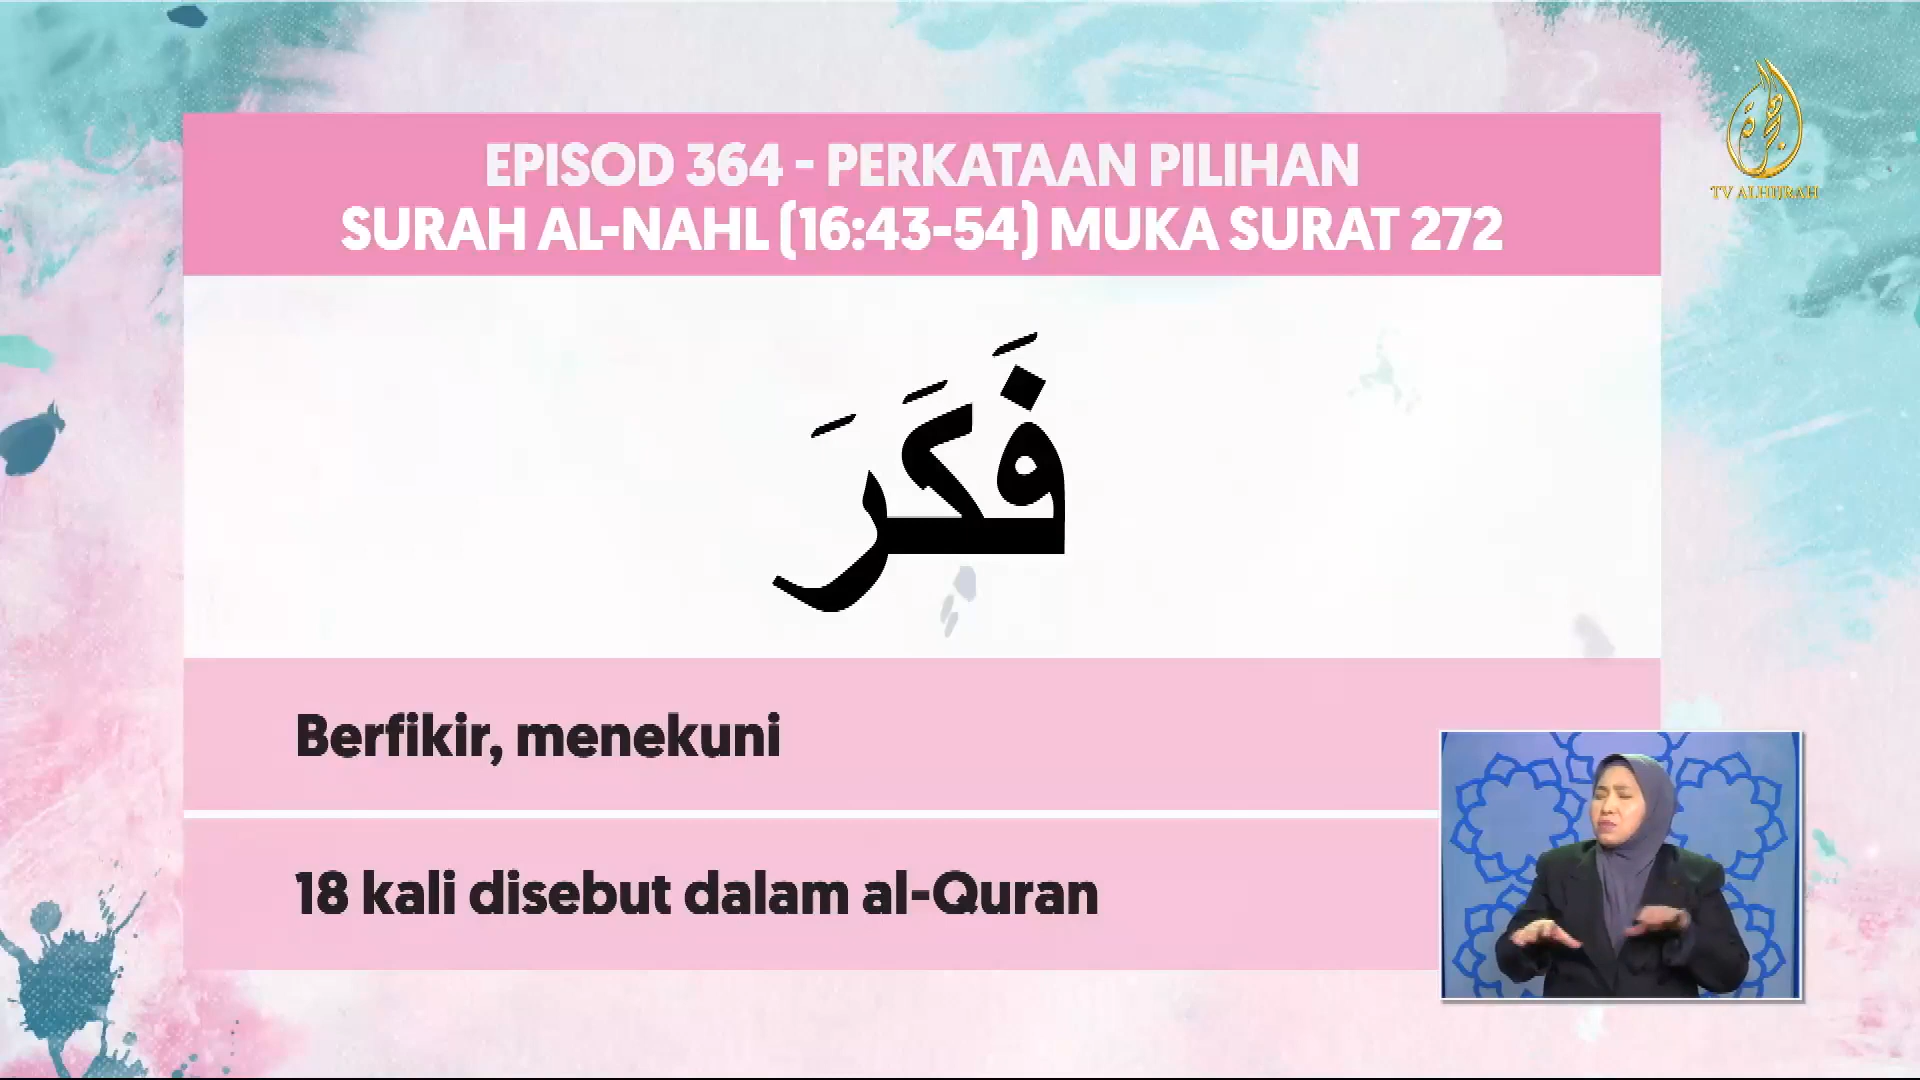 EPISOD 364 - PERKATAAN PILIHAN
SURAH AL-NAHL (16:43-54) MUKA SURAT 272
فَكَرَ
Berfikir, menekuni
18 kali disebut dalam al-Quran
هجرة
TV ALHIJRAH